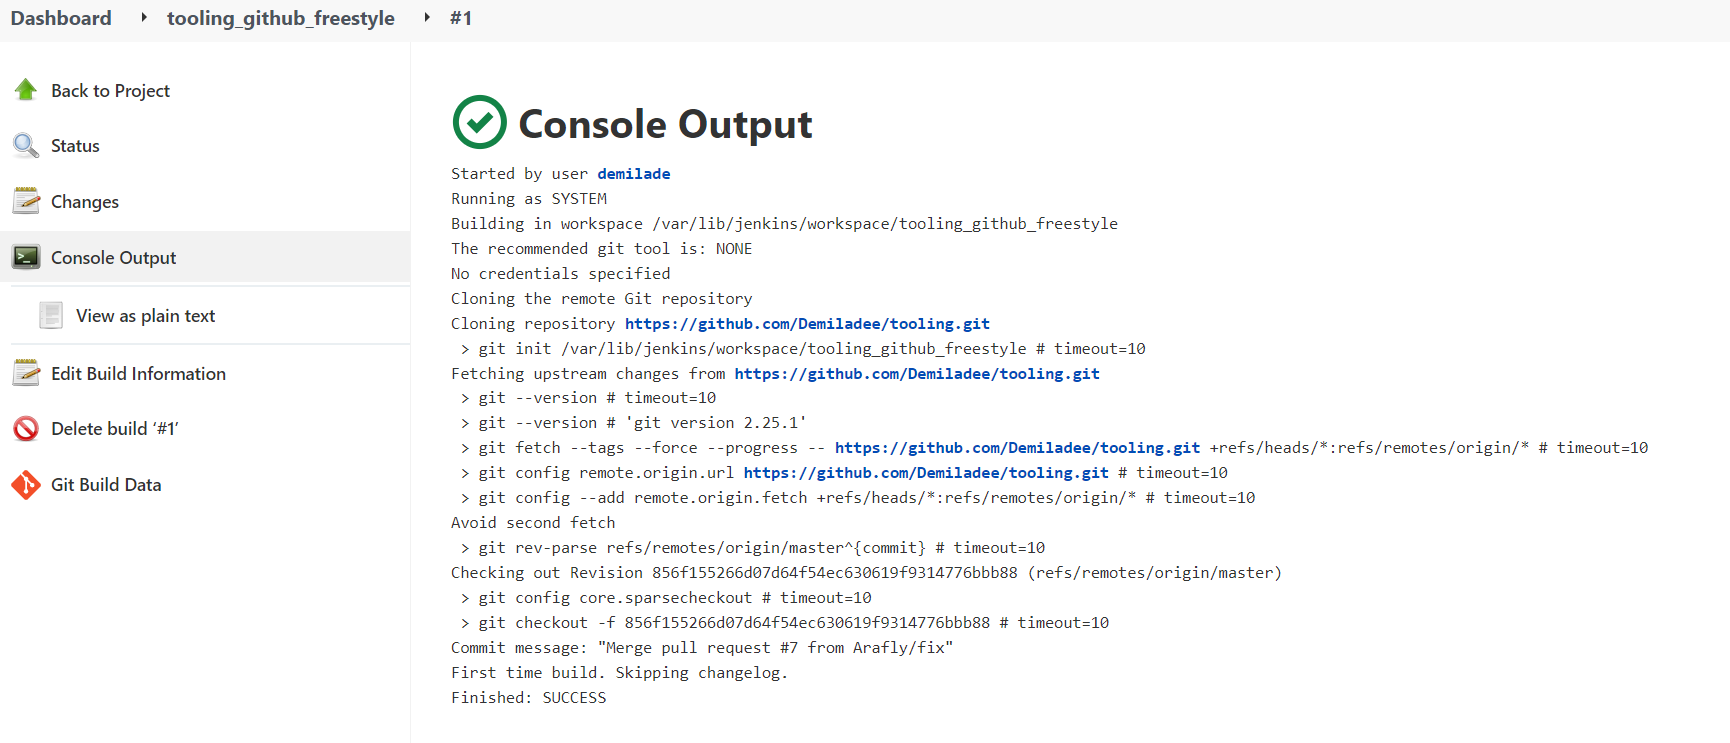 Dashboard tooling_github_freestyle #1
Back to Project
Status
Changes
Console Output
View as plain text
Edit Build Information
Delete build ‘#1’
Git Build Data
Console Output
Started by user demilade
Running as SYSTEM
Building in workspace /var/lib/jenkins/workspace/tooling_github_freestyle
The recommended git tool is: NONE
No credentials specified
Cloning the remote Git repository
Cloning repository https://github.com/Demiladee/tooling.git
> git init /var/lib/jenkins/workspace/tooling_github_freestyle # timeout=10
Fetching upstream changes from https://github.com/Demiladee/tooling.git
> git --version # timeout=10
> git --version # 'git version 2.25.1'
> git fetch --tags --force --progress -- https://github.com/Demiladee/tooling.git +refs/heads/*:refs/remotes/origin/* # timeout=10
> git config remote.origin.url https://github.com/Demiladee/tooling.git # timeout=10
> git config --add remote.origin.fetch +refs/heads/*:refs/remotes/origin/* # timeout=10
Avoid second fetch
> git rev-parse refs/remotes/origin/master^{commit} # timeout=10
Checking out Revision 856f155266d07d64f54ec630619f9314776bbb88 (refs/remotes/origin/master)
> git config core.sparsecheckout # timeout=10
> git checkout -f 856f155266d07d64f54ec630619f9314776bbb88 # timeout=10
Commit message: "Merge pull request #7 from Arafly/fix"
First time build. Skipping changelog.
Finished: SUCCESS